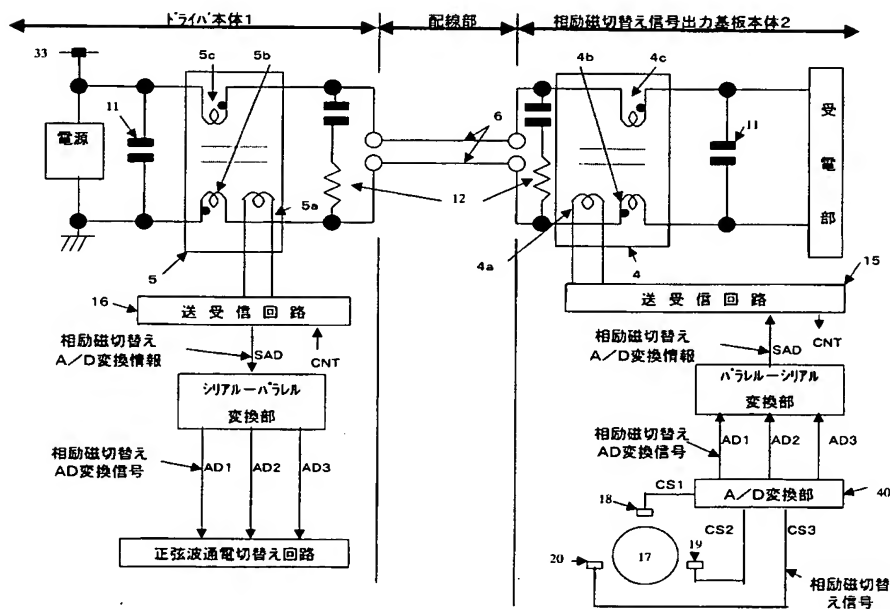 ドライバ本体1
配線部
相励磁切替え信号出力基板本体2
33
5c
5b
4b
4c
11
電源
6
11
受電部
12
5a
5
4a
4
15
16
送受信回路
送受信回路
相励磁切替え
A/D変換情報
SAD
CNT
相励磁切替え
A/D変換情報
SAD
CNT
シリアルーパラレル
変換部
パラレルーシリアル
変換部
相励磁切替え
AD変換信号
AD1
AD2
AD3
相励磁切替え
AD変換信号
AD1
AD2
AD3
A/D変換部
40
CS1
18
CS2
CS3
19
20
17
正弦波通電切替え回路
相励磁切替
え信号